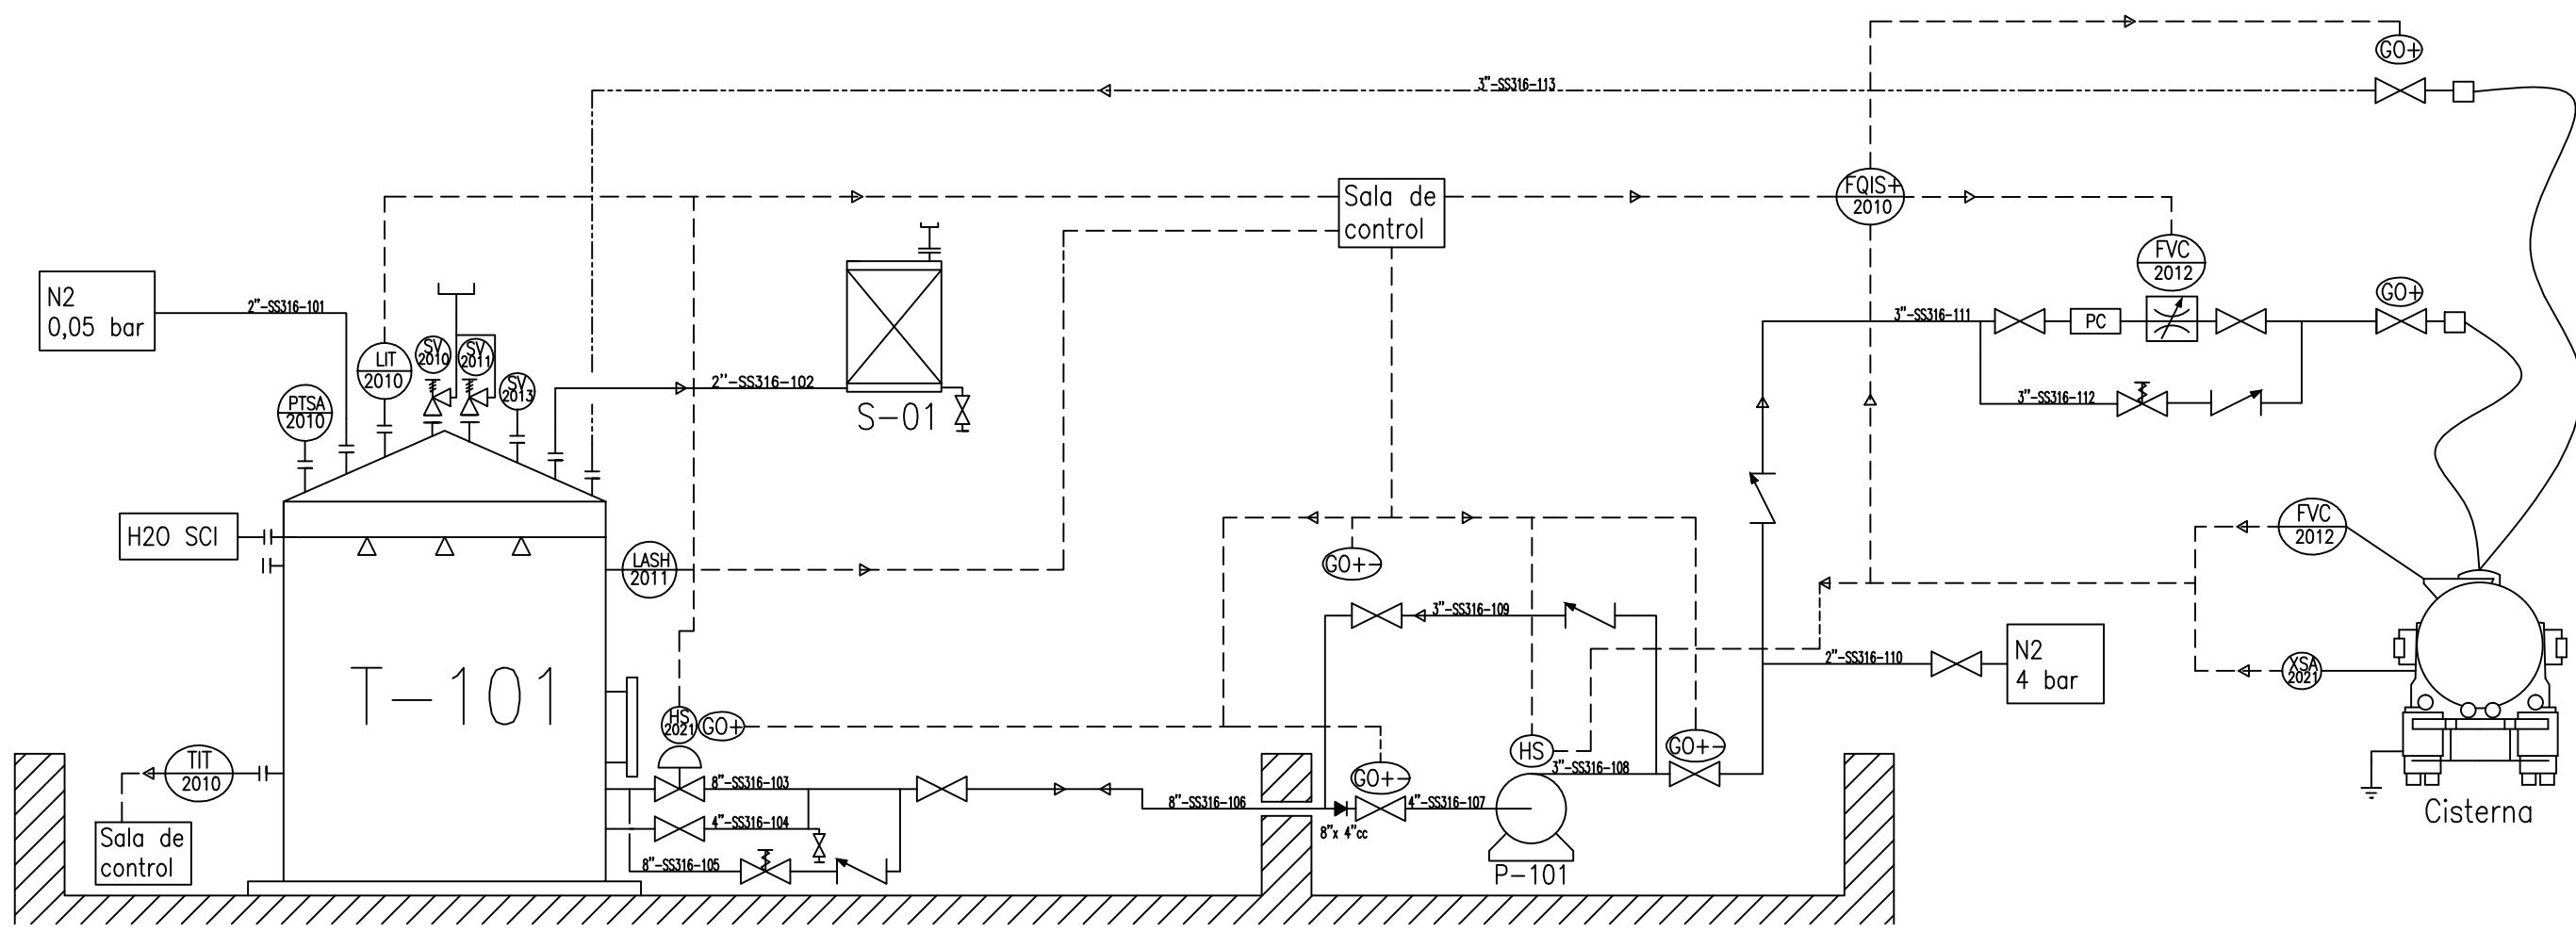 GO+
3"-SS316-113
Sala de
control
FQIS+
2010
FVC
2012
N2
0,05 bar
2"-SS316-101
LIT
2010
SV
2010
SV
2011
SV
2013
PTSA
2010
2"-SS316-102
S-01
3"-SS316-111
PC
GO+
3"-SS316-112
H2O SCI
LASH
2011
GO+-
FVC
2012
3"-SS316-109
T-101
2"-SS316-110
N2
4 bar
XSA
2021
HS
2021
GO+
HS
GO+-
TIT
2010
8"-SS316-103
GO+-
3"-SS316-108
8"-SS316-106
4"-SS316-107
4"-SS316-104
8"x 4"cc
Sala de
control
8"-SS316-105
P-101
Cisterna